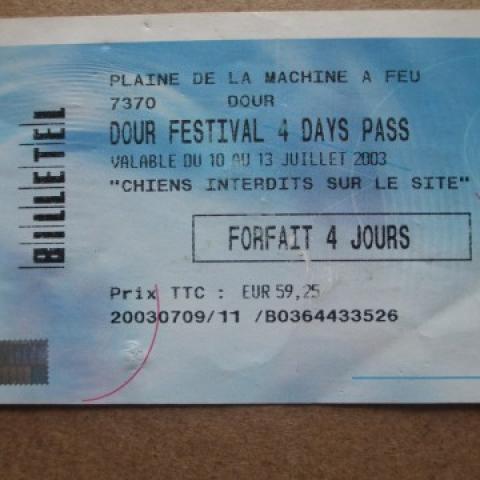 PLAINE DE LA MACHINE A FEU
7370 DOUR
DOUR FESTIVAL 4 DAYS PASS
VALABLE DU 10 AU 13 JUILLET 2003
"CHIENS INTERDITS SUR LE SITE"
FORFAIT 4 JOURS
Prix TTC : EUR 59,25
20030709/11 /B0364433526
BILLETEL